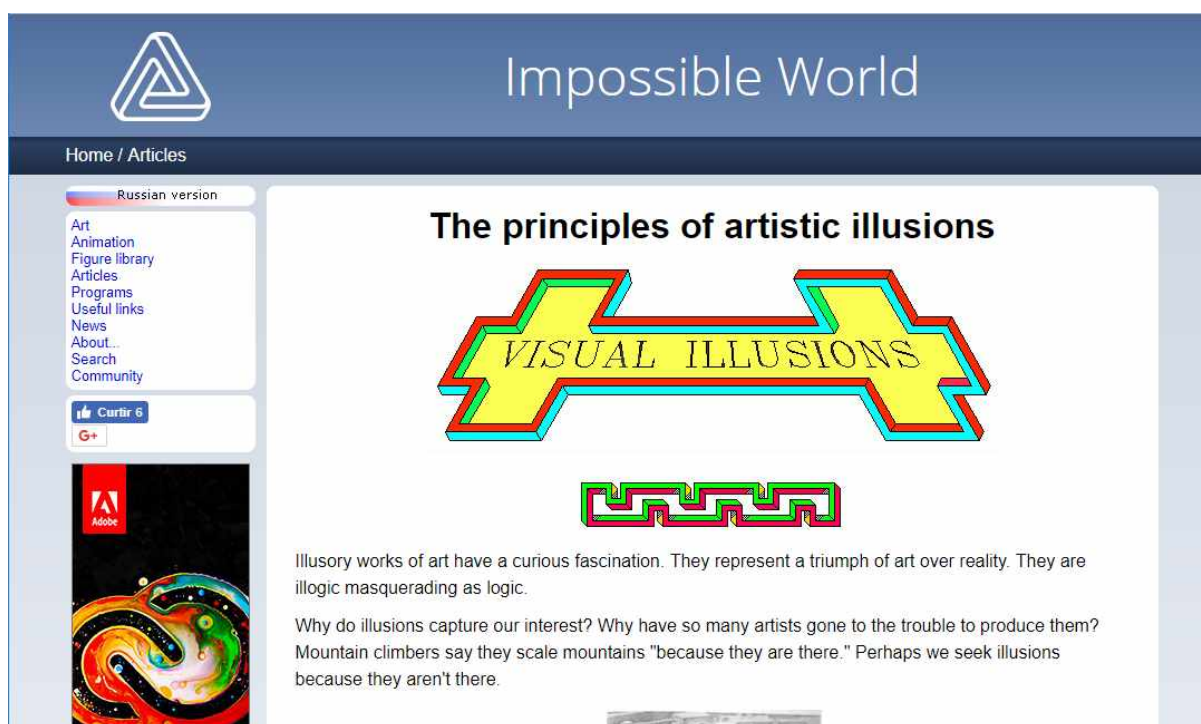 Impossible World
Home / Articles
Russian version
Art
Animation
Figure library
Articles
Programs
Useful links
News
About...
Search
Community
Curtir 6
G+
Adobe
The principles of artistic illusions
VISUAL ILLUSIONS
Illusory works of art have a curious fascination. They represent a triumph of art over reality. They are
illogic masquerading as logic.
Why do illusions capture our interest? Why have so many artists gone to the trouble to produce them?
Mountain climbers say they scale mountains "because they are there." Perhaps we seek illusions
because they aren't there.